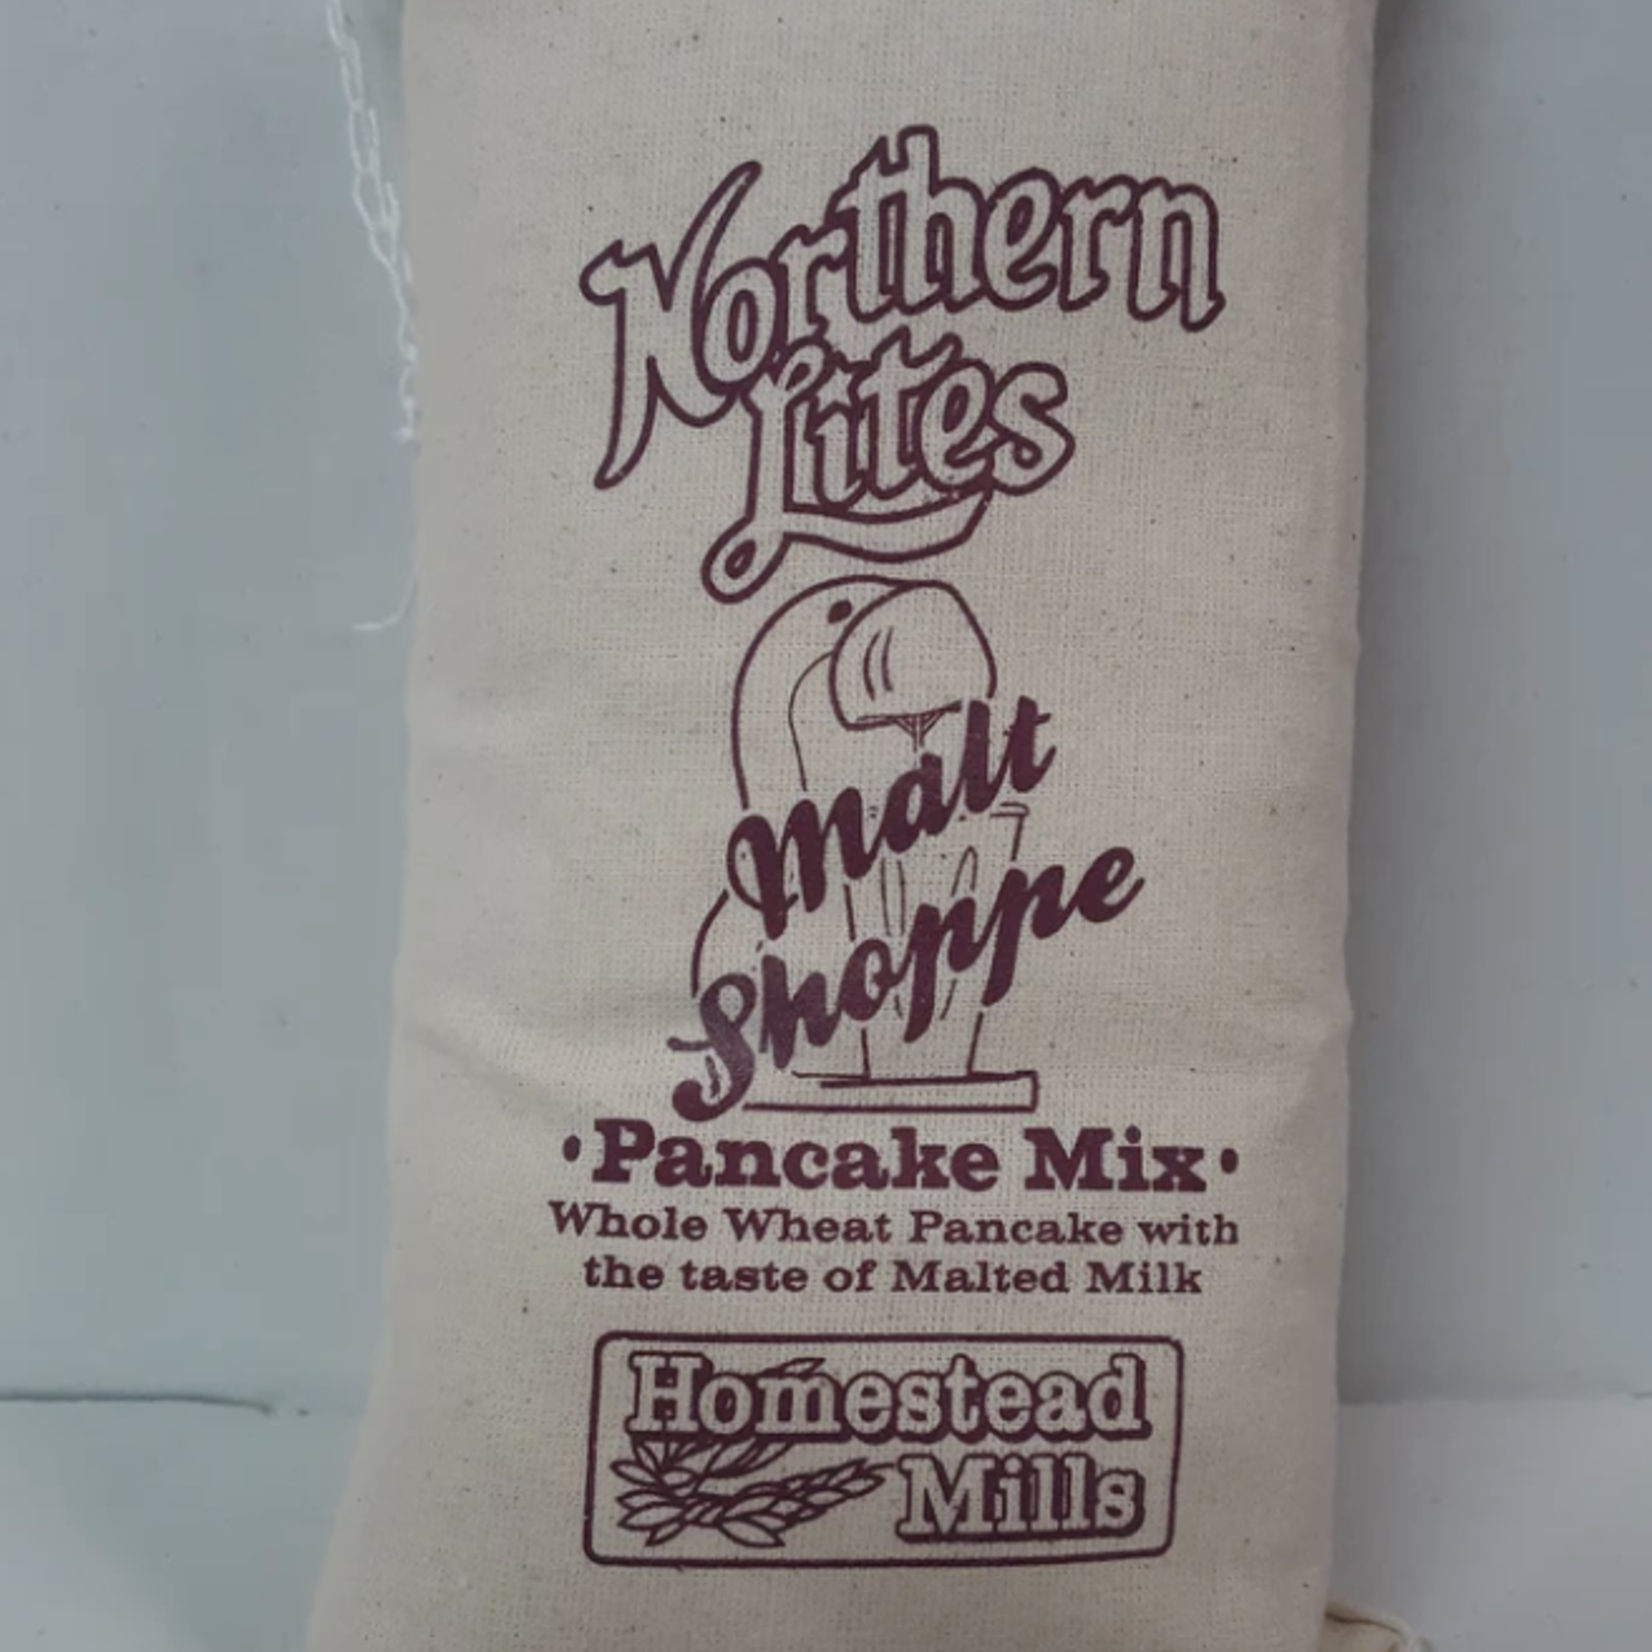 Northern
Lites
Malt
Shoppe
•Pancake Mix•
Whole Wheat Pancake with
the taste of Malted Milk
Homestead
Mills